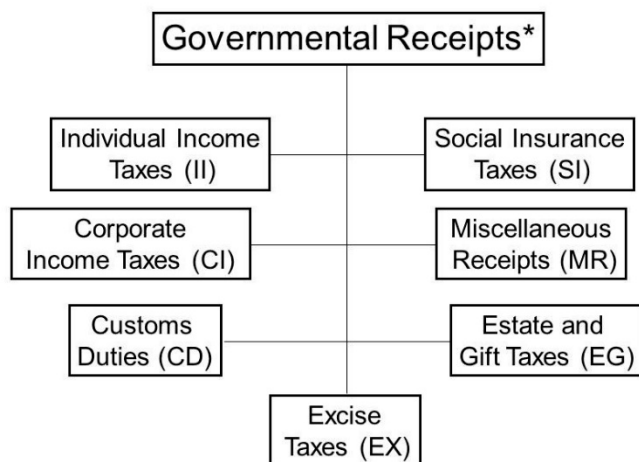 Governmental Receipts*
Individual Income
Taxes (II)
Social Insurance
Taxes (SI)
Corporate
Income Taxes (CI)
Miscellaneous
Receipts (MR)
Customs
Duties (CD)
Estate and
Gift Taxes (EG)
Excise
Taxes (EX)